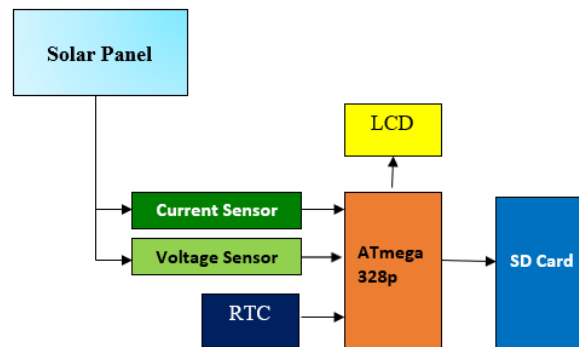 Solar Panel
LCD
Current Sensor
Voltage Sensor
ATmega
328p
SD Card
RTC